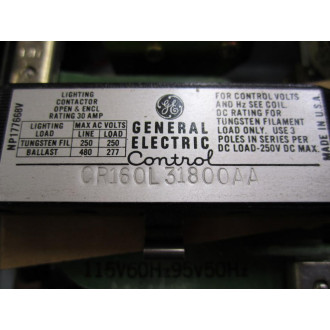 NP177668V
LIGHTING
CONTACTOR
OPEN & ENCL
RATING 30 AMP
LIGHTING LOAD MAX AC VOLTS
LINE LOAD
TUNGSTEN FIL 250 250
BALLAST 480 277
GE
GENERAL
ELECTRIC
Control
FOR CONTROL VOLTS
AND Hz SEE COIL.
DC RATING FOR
TUNGSTEN FILAMENT
LOAD ONLY. USE 3
POLES IN SERIES PER
DC LOAD-250V DC MAX.
MADE IN U.S.A.
CR160L31800AA
115V60Hz95V50Hz